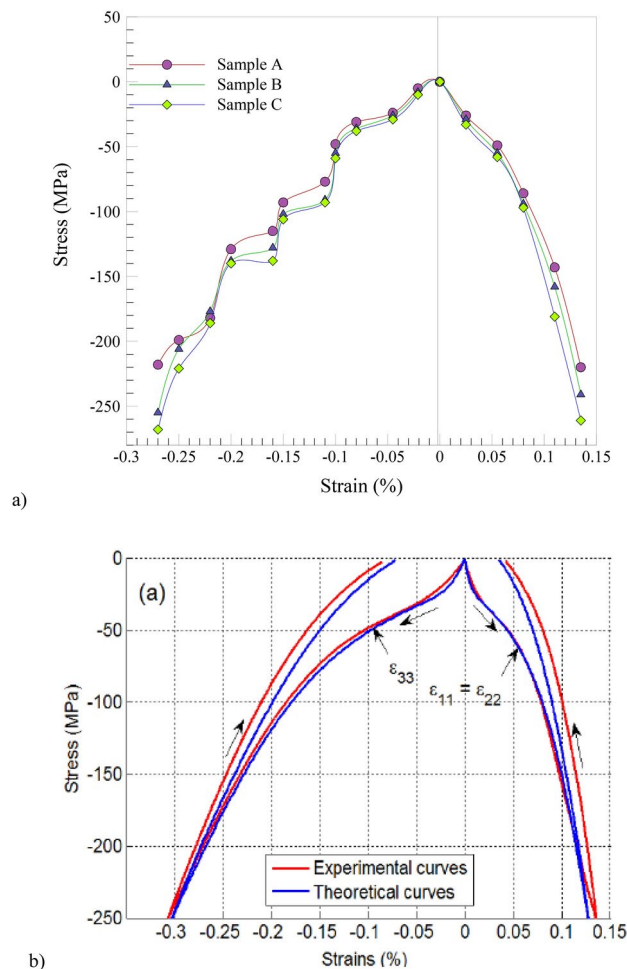 50
0
-50
-100
-150
-200
-250
Stress (MPa)
Sample A
Sample B
Sample C
-0.3 -0.25 -0.2 -0.15 -0.1 -0.05 0 0.05 0.1 0.15
Strain (%)
a)
(a)
0
-50
-100
-150
-200
-250
Stress (MPa)
ε33
ε11 = ε22
Experimental curves
Theoretical curves
-0.3 -0.25 -0.2 -0.15 -0.1 -0.05 0 0.05 0.1 0.15
Strains (%)
b)